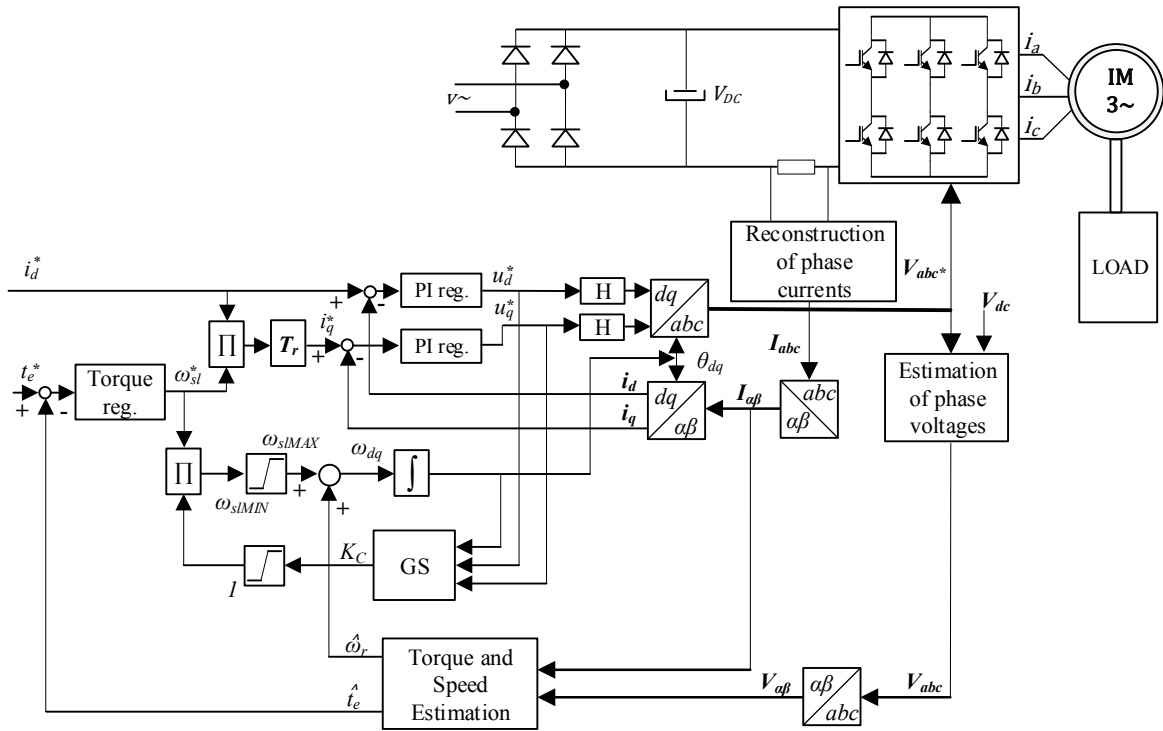 v~
V_DC
i_a
i_b
i_c
IM
3~
LOAD
Reconstruction
of phase
currents
V_abc*
V_dc
i_d^*
+
-
PI reg.
u_d^*
H
dq
abc
∏
T_r
i_q^*
+
-
PI reg.
u_q^*
H
θ_dq
I_abc
t_e^*
+
-
Torque
reg.
ω_sl^*
i_d
i_q
dq
αβ
I_αβ
abc
αβ
Estimation
of phase
voltages
∏
ω_slMAX
ω_slMIN
+
+
ω_dq
∫
1
K_C
GS
ω̂_r
t̂_e
Torque and
Speed
Estimation
V_αβ
αβ
abc
V_abc